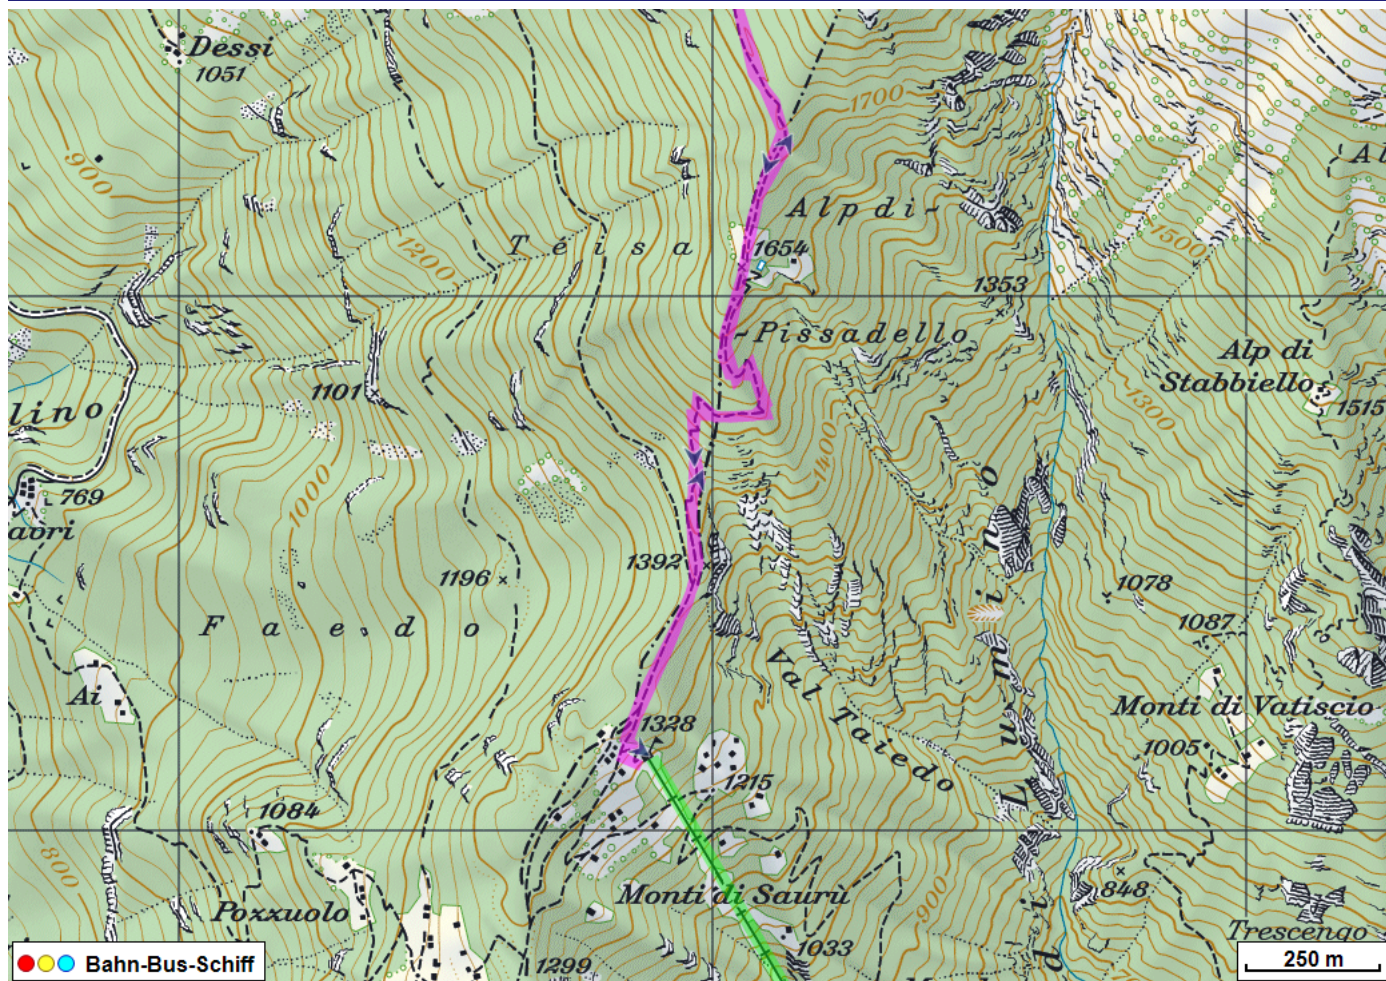 Dessi
1051
900
1700
Alp di-
Al
Téisa
1200
1654
1500
1353
-Pissadello
Alp di
Stabbiello
1515
1101
lino
1300
1400
1000
769
1392
1196
1078
Faedo
1087
Val Taiedo
Ai
1328
Monti di Vatiscio
1005
1215
1084
800
Monti di Saurù
848
900
Pozzuolo
1033
Trescengo
1299
Bahn-Bus-Schiff
250 m